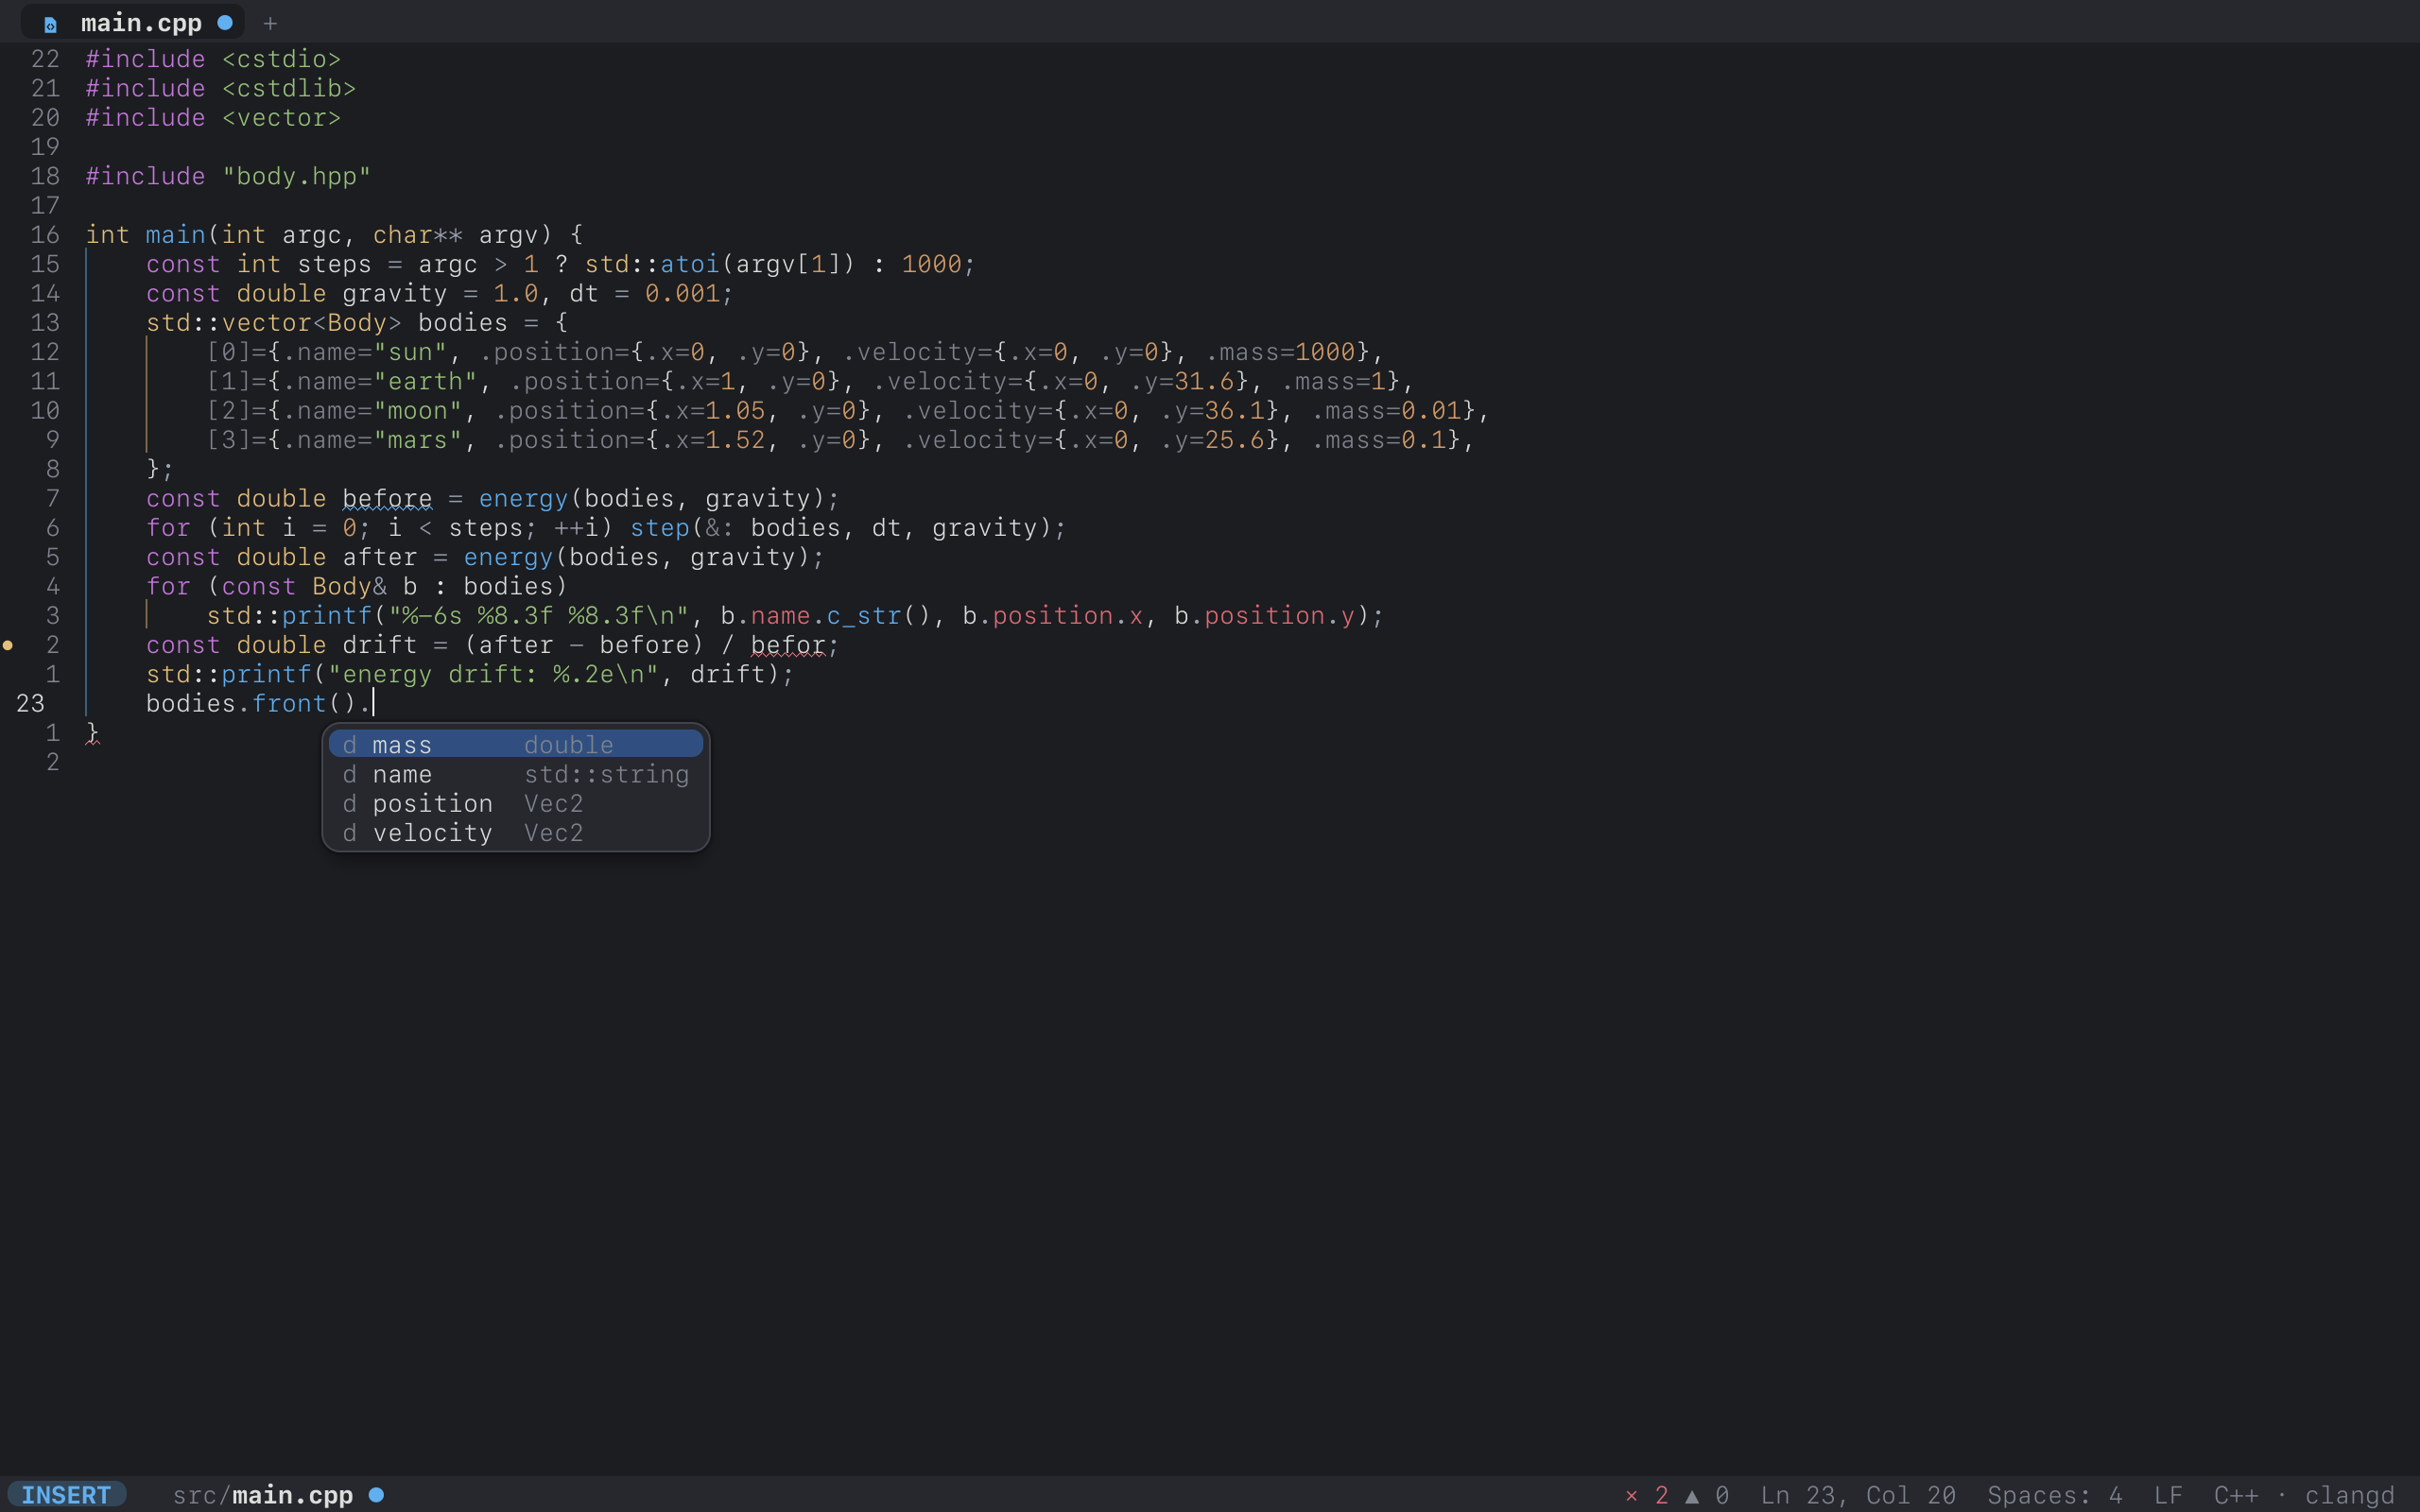 main.cpp +
22 #include <cstdio>
21 #include <cstdlib>
20 #include <vector>
19
18 #include "body.hpp"
17
16 int main(int argc, char** argv) {
15     const int steps = argc > 1 ? std::atoi(argv[1]) : 1000;
14     const double gravity = 1.0, dt = 0.001;
13     std::vector<Body> bodies = {
12         [0]={.name="sun", .position={.x=0, .y=0}, .velocity={.x=0, .y=0}, .mass=1000},
11         [1]={.name="earth", .position={.x=1, .y=0}, .velocity={.x=0, .y=31.6}, .mass=1},
10         [2]={.name="moon", .position={.x=1.05, .y=0}, .velocity={.x=0, .y=36.1}, .mass=0.01},
9         [3]={.name="mars", .position={.x=1.52, .y=0}, .velocity={.x=0, .y=25.6}, .mass=0.1},
8     };
7     const double before = energy(bodies, gravity);
6     for (int i = 0; i < steps; ++i) step(&: bodies, dt, gravity);
5     const double after = energy(bodies, gravity);
4     for (const Body& b : bodies)
3         std::printf("%-6s %8.3f %8.3f\n", b.name.c_str(), b.position.x, b.position.y);
2     const double drift = (after - before) / befor;
1     std::printf("energy drift: %.2e\n", drift);
23     bodies.front().
1 }
2
d mass double
d name std::string
d position Vec2
d velocity Vec2
INSERT src/main.cpp × 2 ▲ 0 Ln 23, Col 20 Spaces: 4 LF C++ · clangd